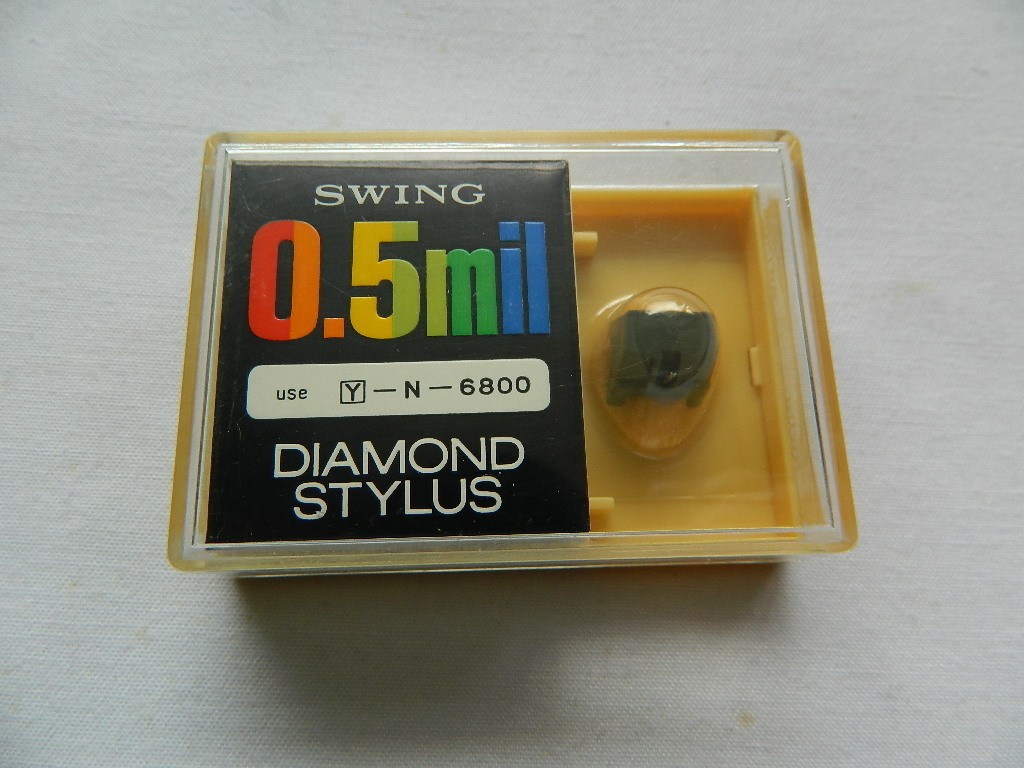 SWING
0.5mil
use Y-N-6800
DIAMOND
STYLUS